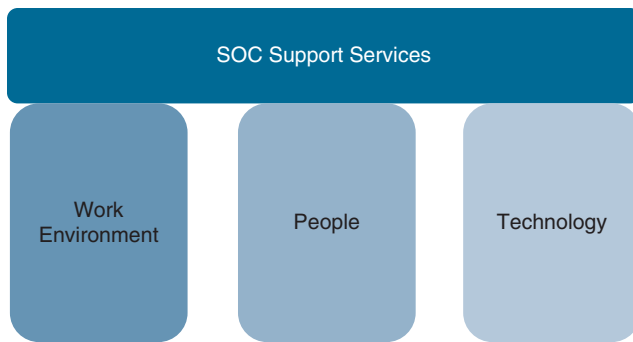 SOC Support Services
Work
Environment
People
Technology